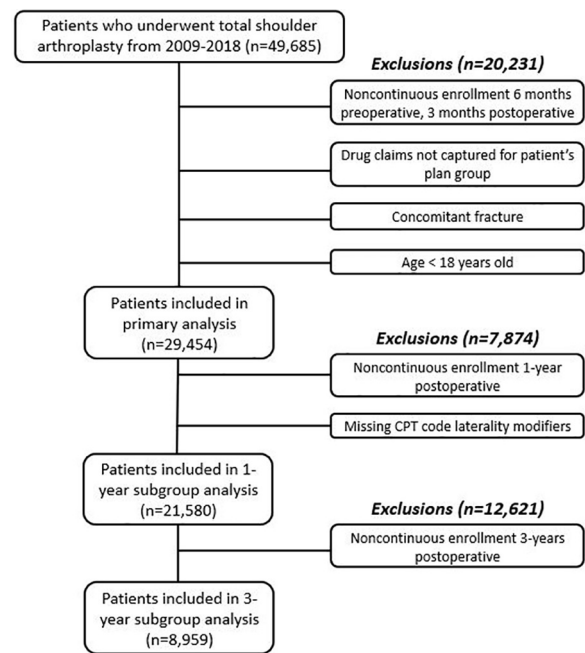 Patients who underwent total shoulder
arthroplasty from 2009-2018 (n=49,685)
Exclusions (n=20,231)
Noncontinuous enrollment 6 months
preoperative, 3 months postoperative
Drug claims not captured for patient's
plan group
Concomitant fracture
Age < 18 years old
Patients included in
primary analysis
(n=29,454)
Exclusions (n=7,874)
Noncontinuous enrollment 1-year
postoperative
Missing CPT code laterality modifiers
Patients included in 1-
year subgroup analysis
(n=21,580)
Exclusions (n=12,621)
Noncontinuous enrollment 3-years
postoperative
Patients included in 3-
year subgroup analysis
(n=8,959)